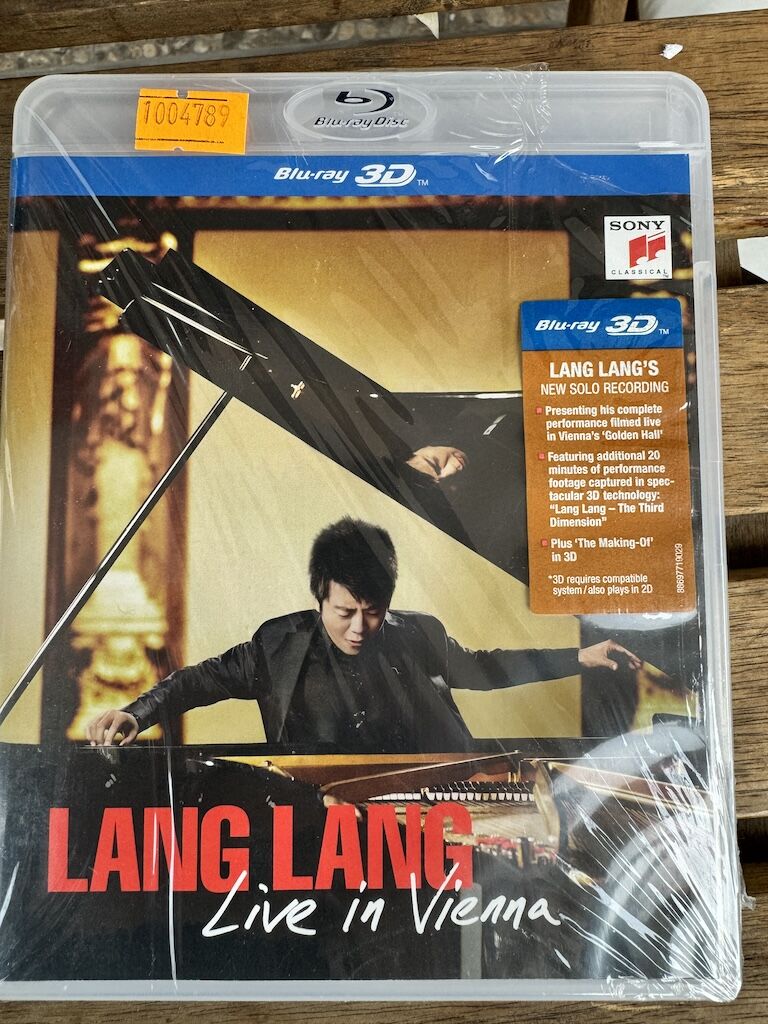 1004789
Blu-ray Disc
Blu-ray 3D™
SONY
CLASSICAL
Blu-ray 3D™
LANG LANG'S
NEW SOLO RECORDING
Presenting his complete
performance filmed live
in Vienna's 'Golden Hall'
Featuring additional 20
minutes of performance
footage captured in spec-
tacular 3D technology:
"Lang Lang – The Third
Dimension"
Plus 'The Making-Of'
in 3D
*3D requires compatible
system/also plays in 2D
88697719029
LANG LANG
Live in Vienna